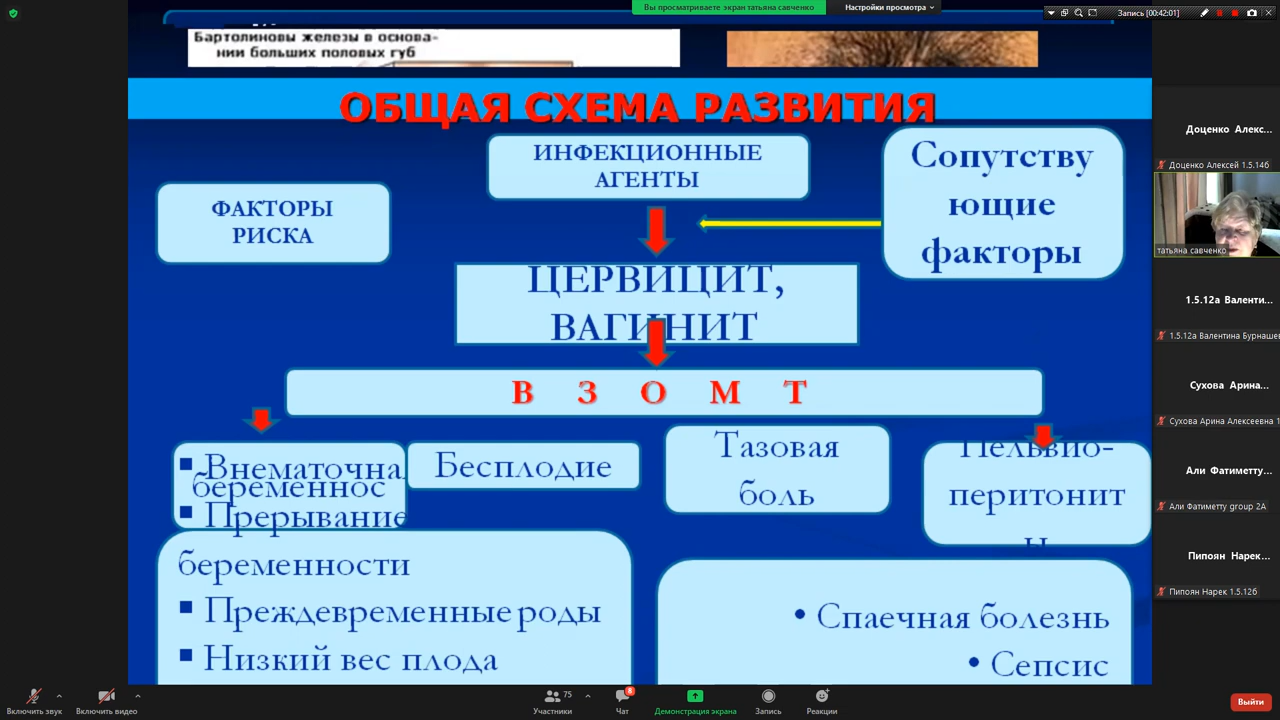 Вы просматриваете экран татьяна савченко
Настройки просмотра
Запись [00:42:01]
Бартолиновы железы в основа-
нии больших половых губ
ОБЩАЯ СХЕМА РАЗВИТИЯ
ИНФЕКЦИОННЫЕ
АГЕНТЫ
Сопутству
ющие
факторы
ФАКТОРЫ
РИСКА
ЦЕРВИЦИТ,
ВАГИНИТ
В З О М Т
Внематочна
беременнос
Прерывание
беременности
Преждевременные роды
Низкий вес плода
Бесплодие
Тазовая
боль
Пельвио-
перитонит
Спаечная болезнь
Сепсис
Доценко Алекс...
Доценко Алексей 1.5.14б
татьяна савченко
1.5.12а Валенти...
1.5.12а Валентина Бурнашев
Сухова Арина...
Сухова Арина Алексеевна 1
Али Фатиметту...
Али Фатиметту group 2A
Пипоян Нарек...
Пипоян Нарек 1.5.12б
Включить звук
Включить видео
75
Участники
8
Чат
Демонстрация экрана
Запись
Реакции
Выйти